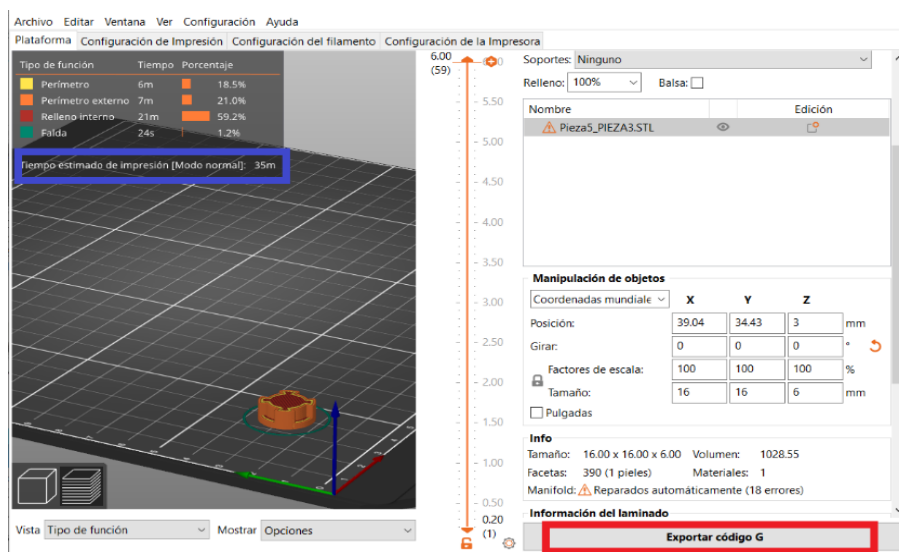 Archivo Editar Ventana Ver Configuración Ayuda
Plataforma Configuración de Impresión Configuración del filamento Configuración de la Impresora
Tipo de función Tiempo Porcentaje
Perímetro 6m 18.5%
Perímetro externo 7m 21.0%
Relleno interno 21m 59.2%
Falda 24s 1.2%
Tiempo estimado de impresión [Modo normal]: 35m
6.00
(59)
5.50
5.00
4.50
4.00
3.50
3.00
2.50
2.00
1.50
1.00
0.50
0.20
(1)
Soportes: Ninguno
Relleno: 100% Balsa:
Nombre Edición
Pieza5_PIEZA3.STL
Manipulación de objetos
Coordenadas mundiale X Y Z
Posición: 39.04 34.43 3 mm
Girar: 0 0 0 °
Factores de escala: 100 100 100 %
Tamaño: 16 16 6 mm
Pulgadas
Info
Tamaño: 16.00 x 16.00 x 6.00 Volumen: 1028.55
Facetas: 390 (1 pieles) Materiales: 1
Manifold: Reparados automáticamente (18 errores)
Información del laminado
Vista Tipo de función Mostrar Opciones
Exportar código G